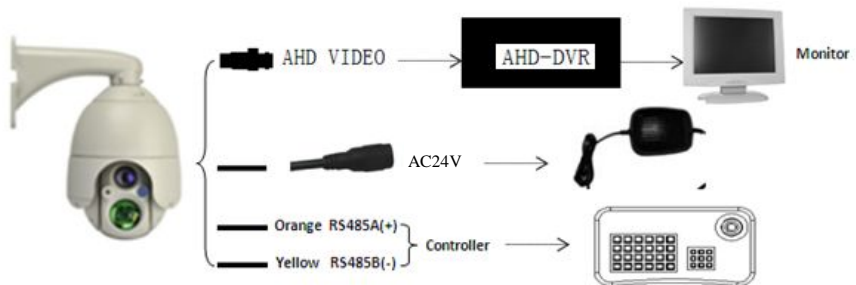 AHD VIDEO
AHD-DVR
Monitor
AC24V
Orange RS485A(+)
Controller
Yellow RS485B(-)